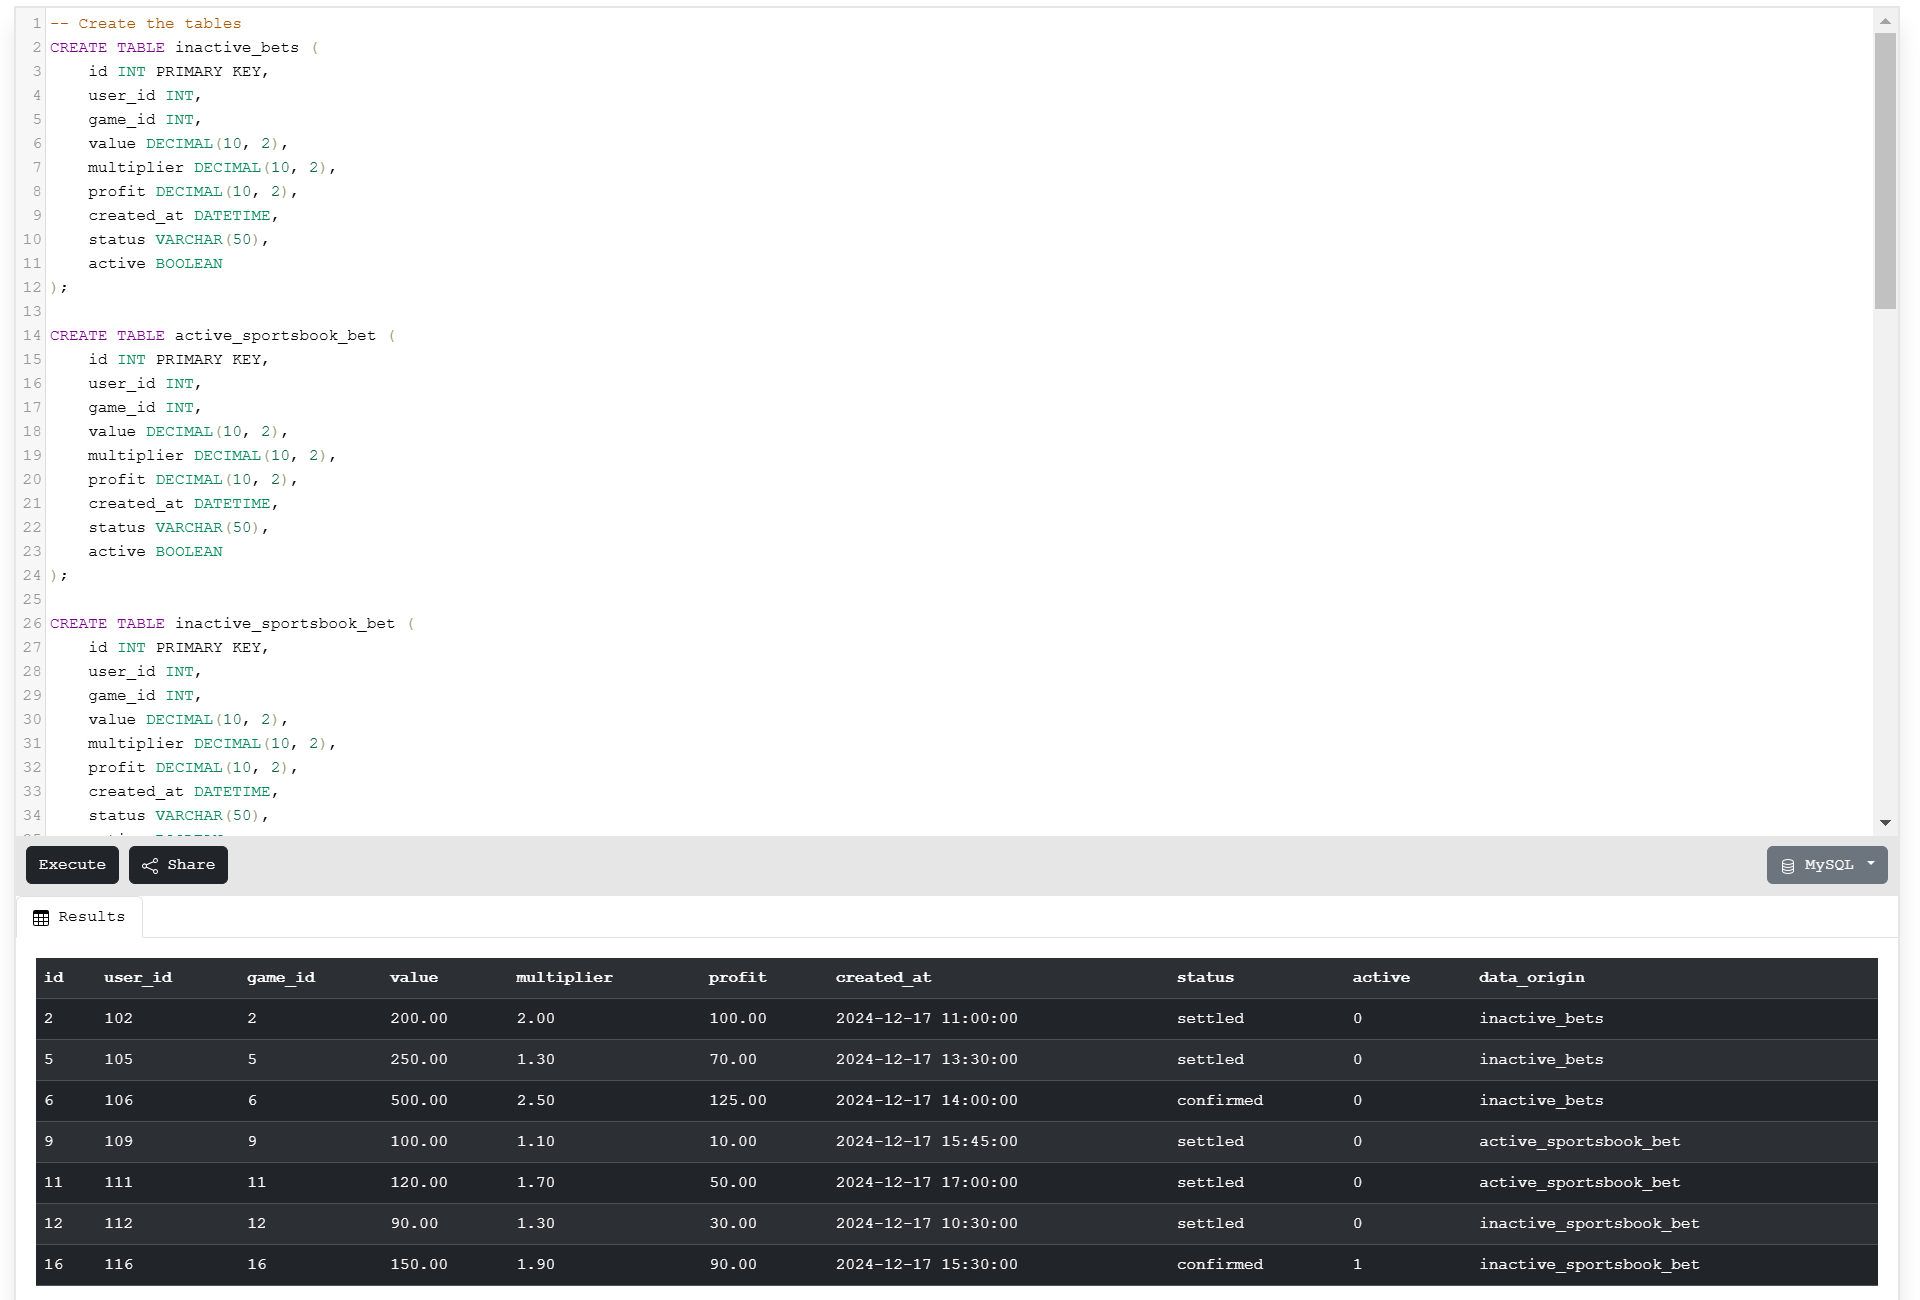 1 -- Create the tables
2 CREATE TABLE inactive_bets (
3 id INT PRIMARY KEY,
4 user_id INT,
5 game_id INT,
6 value DECIMAL(10, 2),
7 multiplier DECIMAL(10, 2),
8 profit DECIMAL(10, 2),
9 created_at DATETIME,
10 status VARCHAR(50),
11 active BOOLEAN
12 );
13
14 CREATE TABLE active_sportsbook_bet (
15 id INT PRIMARY KEY,
16 user_id INT,
17 game_id INT,
18 value DECIMAL(10, 2),
19 multiplier DECIMAL(10, 2),
20 profit DECIMAL(10, 2),
21 created_at DATETIME,
22 status VARCHAR(50),
23 active BOOLEAN
24 );
25
26 CREATE TABLE inactive_sportsbook_bet (
27 id INT PRIMARY KEY,
28 user_id INT,
29 game_id INT,
30 value DECIMAL(10, 2),
31 multiplier DECIMAL(10, 2),
32 profit DECIMAL(10, 2),
33 created_at DATETIME,
34 status VARCHAR(50),
Execute Share MySQL
Results
id user_id game_id value multiplier profit created_at status active data_origin
2 102 2 200.00 2.00 100.00 2024-12-17 11:00:00 settled 0 inactive_bets
5 105 5 250.00 1.30 70.00 2024-12-17 13:30:00 settled 0 inactive_bets
6 106 6 500.00 2.50 125.00 2024-12-17 14:00:00 confirmed 0 inactive_bets
9 109 9 100.00 1.10 10.00 2024-12-17 15:45:00 settled 0 active_sportsbook_bet
11 111 11 120.00 1.70 50.00 2024-12-17 17:00:00 settled 0 active_sportsbook_bet
12 112 12 90.00 1.30 30.00 2024-12-17 10:30:00 settled 0 inactive_sportsbook_bet
16 116 16 150.00 1.90 90.00 2024-12-17 15:30:00 confirmed 1 inactive_sportsbook_bet